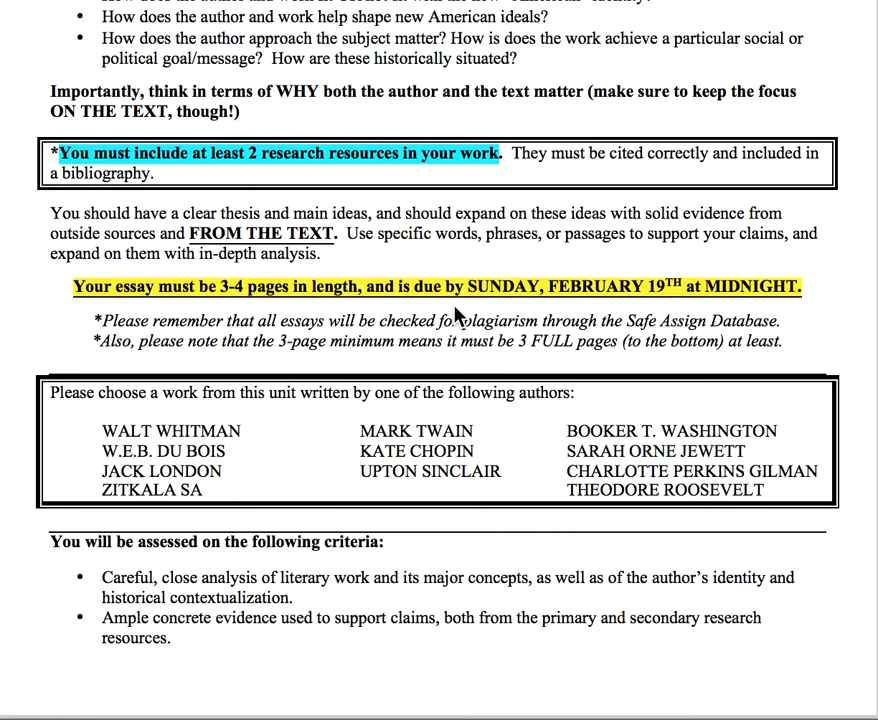 • How does the author and work help shape new American ideals?
• How does the author approach the subject matter? How is does the work achieve a particular social or
political goal/message? How are these historically situated?
Importantly, think in terms of WHY both the author and the text matter (make sure to keep the focus
ON THE TEXT, though!)
*You must include at least 2 research resources in your work. They must be cited correctly and included in
a bibliography.
You should have a clear thesis and main ideas, and should expand on these ideas with solid evidence from
outside sources and FROM THE TEXT. Use specific words, phrases, or passages to support your claims, and
expand on them with in-depth analysis.
Your essay must be 3-4 pages in length, and is due by SUNDAY, FEBRUARY 19TH at MIDNIGHT.
*Please remember that all essays will be checked for plagiarism through the Safe Assign Database.
*Also, please note that the 3-page minimum means it must be 3 FULL pages (to the bottom) at least.
Please choose a work from this unit written by one of the following authors:
WALT WHITMAN MARK TWAIN BOOKER T. WASHINGTON
W.E.B. DU BOIS KATE CHOPIN SARAH ORNE JEWETT
JACK LONDON UPTON SINCLAIR CHARLOTTE PERKINS GILMAN
ZITKALA SA THEODORE ROOSEVELT
You will be assessed on the following criteria:
• Careful, close analysis of literary work and its major concepts, as well as of the author's identity and
historical contextualization.
• Ample concrete evidence used to support claims, both from the primary and secondary research
resources.